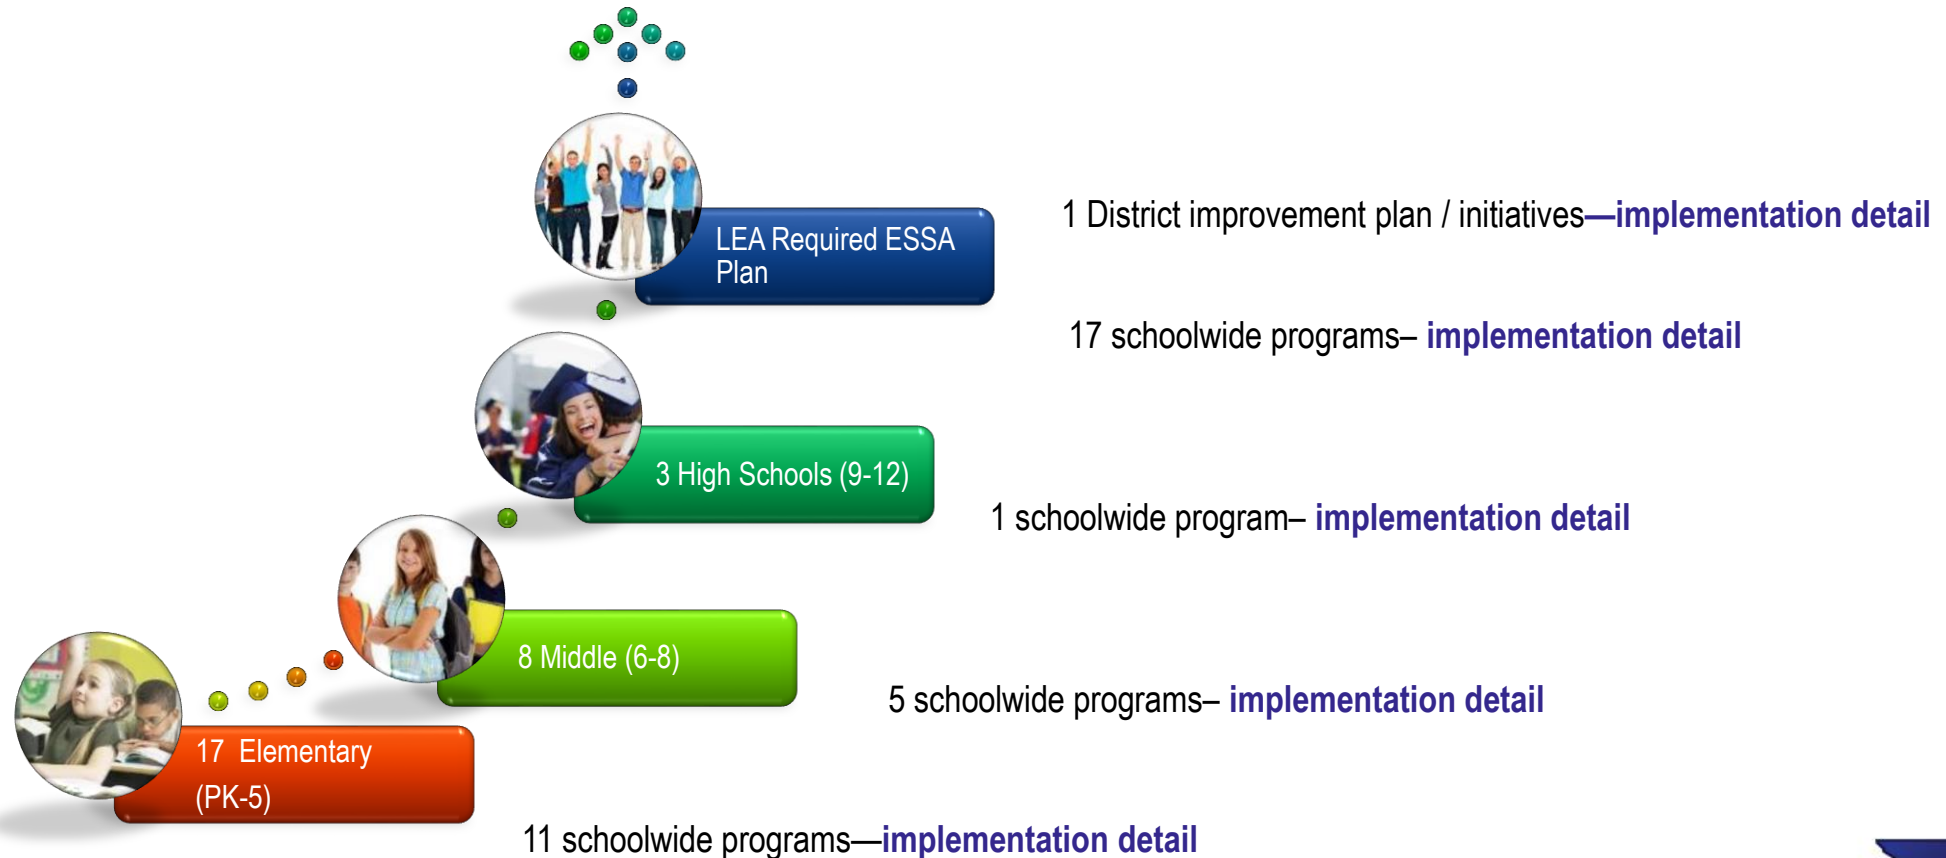 LEA Required ESSA
Plan
1 District improvement plan / initiatives—implementation detail
17 schoolwide programs– implementation detail
3 High Schools (9-12)
1 schoolwide program– implementation detail
8 Middle (6-8)
5 schoolwide programs– implementation detail
17  Elementary
(PK-5)
11 schoolwide programs—implementation detail